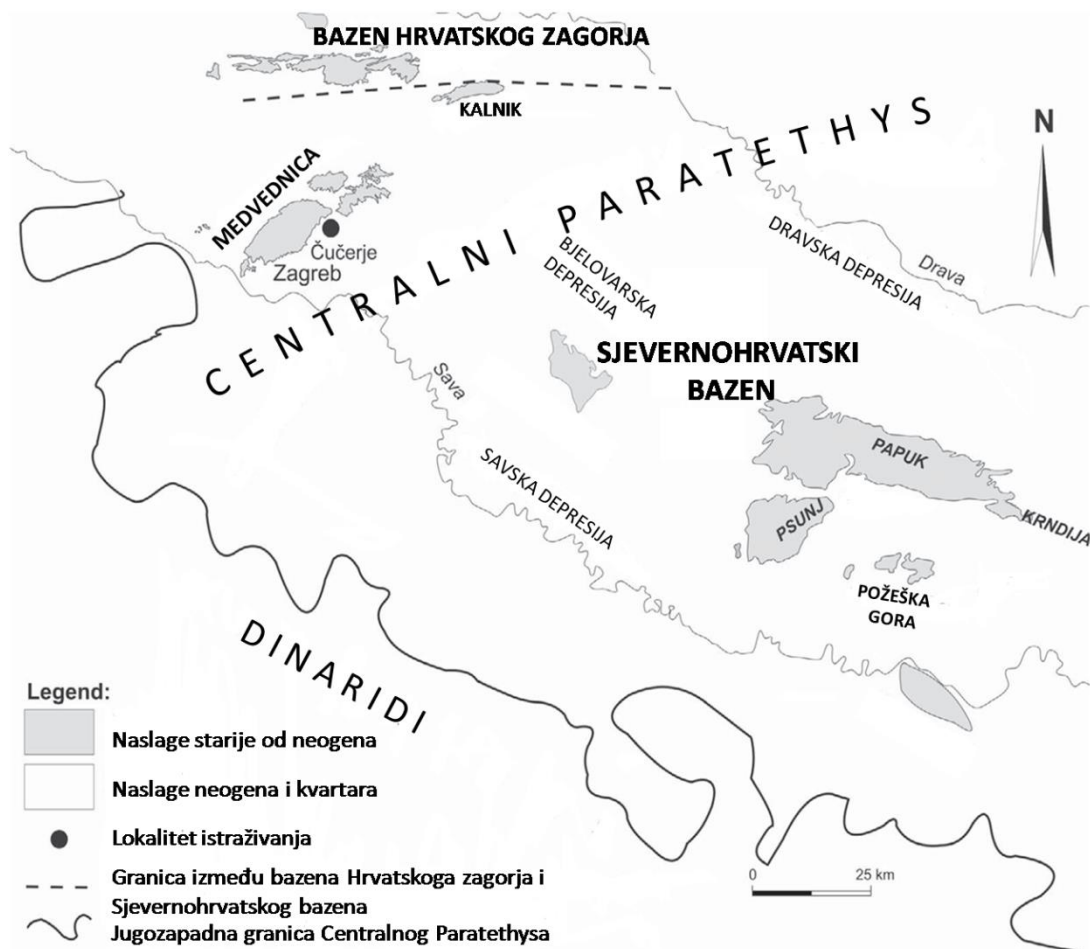 BAZEN HRVATSKOG ZAGORJA
KALNIK
MEDVEDNICA
Čučerje
Zagreb
CENTRALNI PARATETHYS
N
BJELOVARSKA
DEPRESIJA
DRAVSKA DEPRESIJA
Drava
SJEVERNOHRVATSKI
BAZEN
Sava
SAVSKA DEPRESIJA
PAPUK
PSUNJ
KRNDIJA
POŽEŠKA
GORA
DINARIDI
Legend:
Naslage starije od neogena
Naslage neogena i kvartara
Lokalitet istraživanja
Granica između bazena Hrvatskoga zagorja i
Sjevernohrvatskog bazena
Jugozapadna granica Centralnog Paratethysa
0 25 km